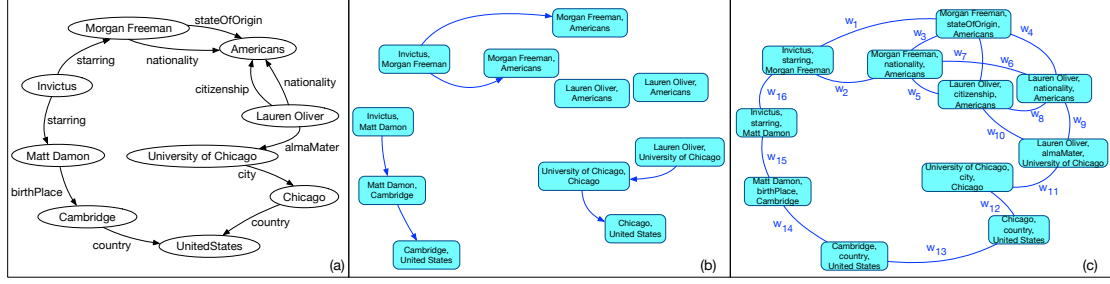 Morgan Freeman
stateOfOrigin
Americans
starring
nationality
Invictus
citizenship
nationality
Lauren Oliver
starring
almaMater
Matt Damon
University of Chicago
city
birthPlace
Chicago
Cambridge
country
country
UnitedStates
(a)
Morgan Freeman,
Americans
Invictus,
Morgan Freeman
Morgan Freeman,
Americans
Lauren Oliver,
Americans
Lauren Oliver,
Americans
Invictus,
Matt Damon
Lauren Oliver,
University of Chicago
University of Chicago,
Chicago
Matt Damon,
Cambridge
Chicago,
United States
Cambridge,
United States
(b)
Morgan Freeman,
stateOfOrigin,
Americans
w1
w3
w4
Invictus,
starring,
Morgan Freeman
Morgan Freeman,
nationality,
Americans
w7
w6
w2
w5
Lauren Oliver,
citizenship,
Americans
Lauren Oliver,
nationality,
Americans
w16
w8
Invictus,
starring,
Matt Damon
w10
w9
Lauren Oliver,
almaMater,
University of Chicago
w15
University of Chicago,
city,
Chicago
w11
Matt Damon,
birthPlace,
Cambridge
w12
w14
Chicago,
country,
United States
Cambridge,
country,
United States
w13
(c)